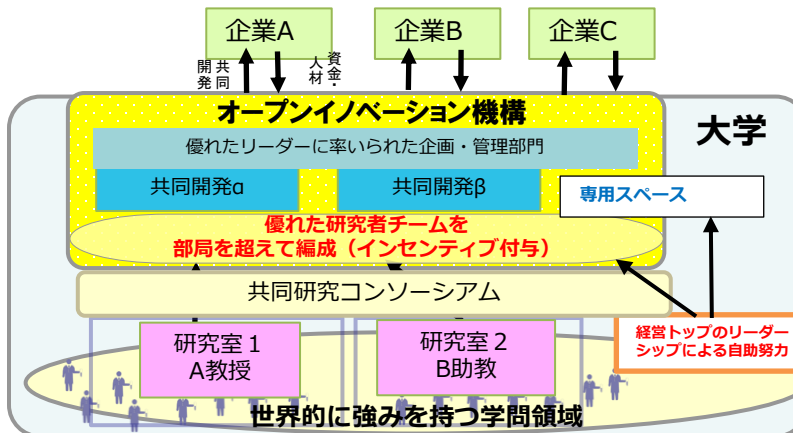 企業A
企業B
企業C
共同
開発
資金・
人材
オープンイノベーション機構
大学
優れたリーダーに率いられた企画・管理部門
共同開発α
共同開発β
専用スペース
優れた研究者チームを
部局を超えて編成（インセンティブ付与）
共同研究コンソーシアム
経営トップのリーダー
シップによる自助努力
研究室１
A教授
研究室２
B助教
世界的に強みを持つ学問領域